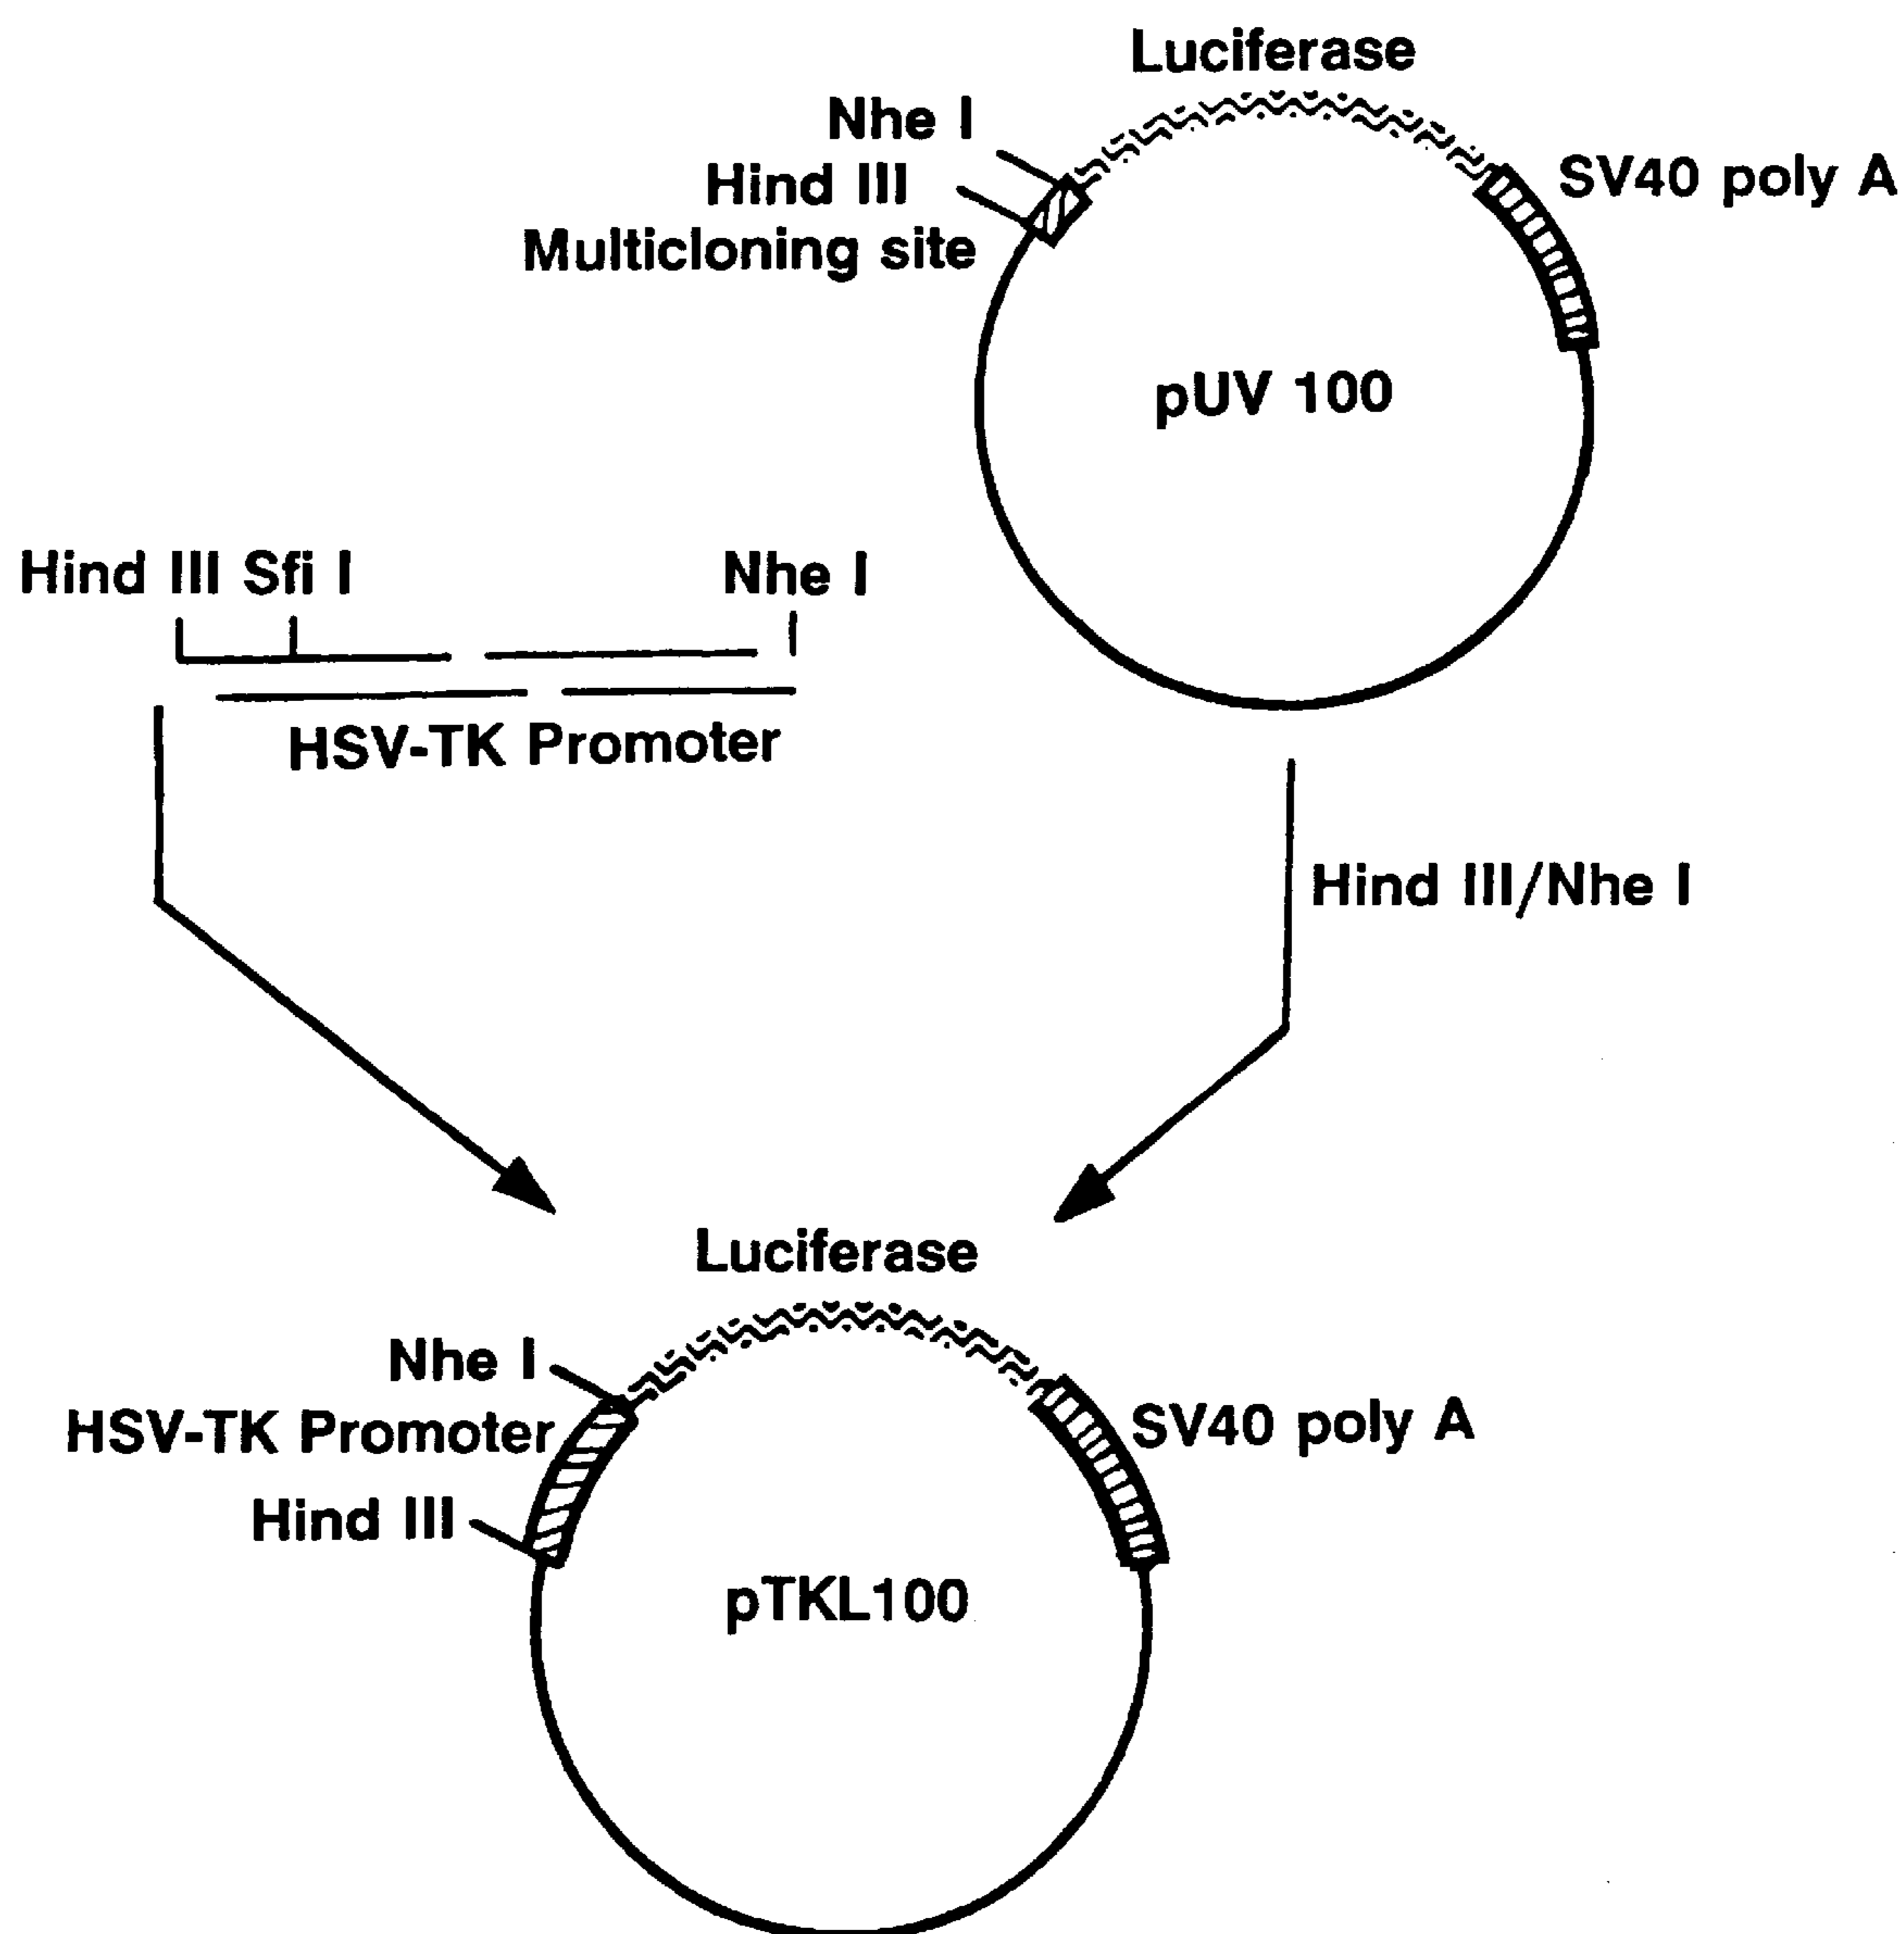 Luciferase
Nhe I
Hind III
Multicloning site
SV40 poly A
pUV 100
Hind III Sfi I
Nhe I
HSV-TK Promoter
Hind III/Nhe I
Luciferase
Nhe I
HSV-TK Promoter
SV40 poly A
Hind III
pTKL100